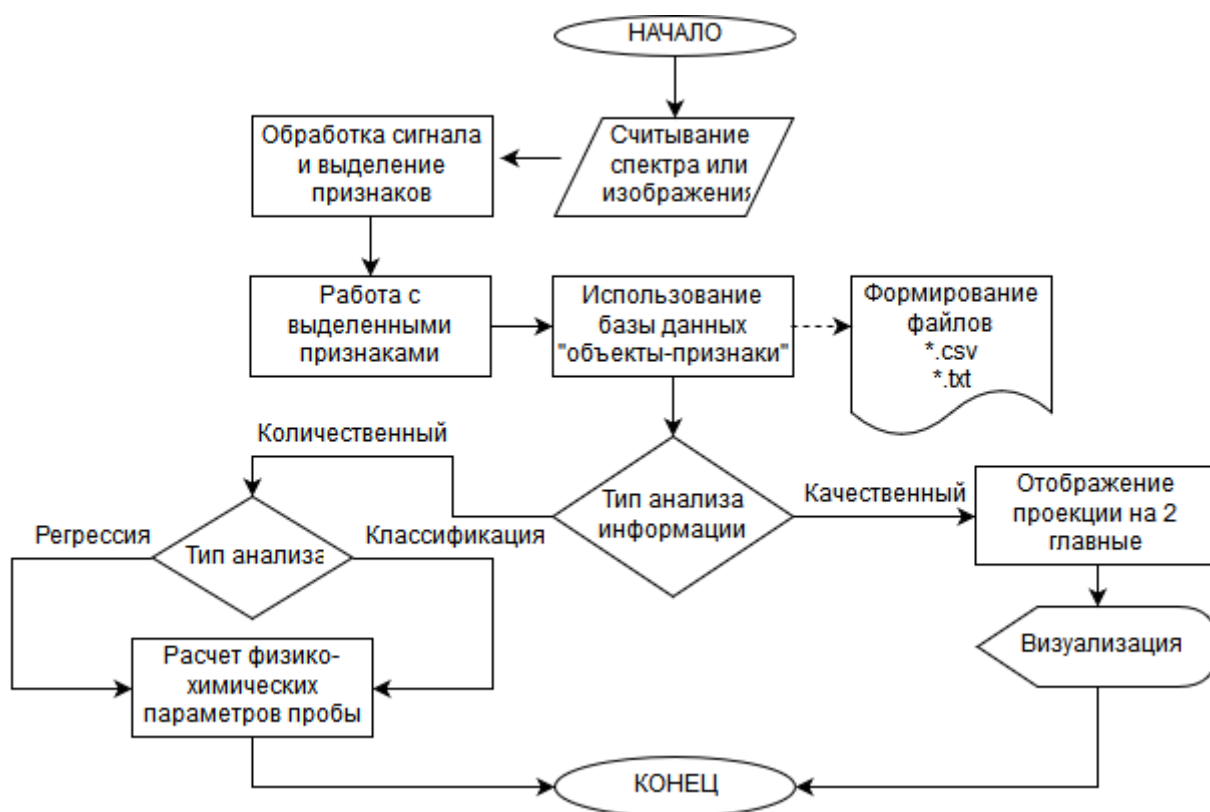 НАЧАЛО
Считывание
спектра или
изображения
Обработка сигнала
и выделение
признаков
Работа с
выделенными
признаками
Использование
базы данных
"объекты-признаки"
Формирование
файлов
*.csv
*.txt
Тип анализа
информации
Количественный
Качественный
Тип анализа
Регрессия
Классификация
Расчет физико-
химических
параметров пробы
Отображение
проекции на 2
главные
Визуализация
КОНЕЦ